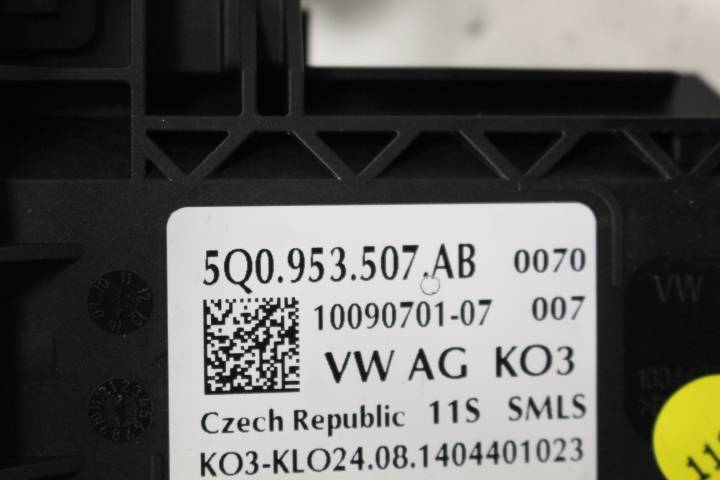 5Q0.953.507.AB 0070
10090701-07 007
VW AG KO3
Czech Republic 11S SMLS
KO3-KLO24.08.1404401023
VW